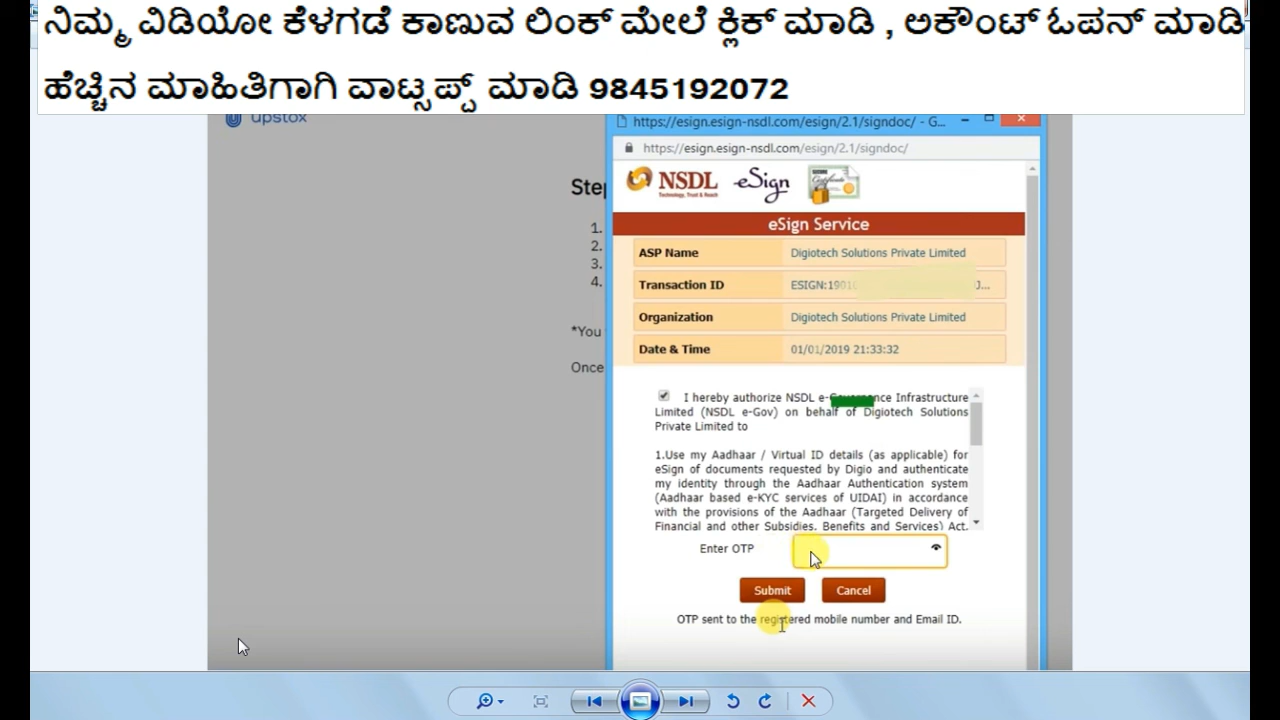 ನಿಮ್ಮ ವಿಡಿಯೋ ಕೆಳಗಡೆ ಕಾಣುವ ಲಿಂಕ್ ಮೇಲೆ ಕ್ಲಿಕ್ ಮಾಡಿ , ಅಕೌಂಟ್ ಓಪನ್ ಮಾಡಿ
ಹೆಚ್ಚಿನ ಮಾಹಿತಿಗಾಗಿ ವಾಟ್ಸಪ್ಪ್ ಮಾಡಿ 9845192072
upstox
https://esign.esign-nsdl.com/esign/2.1/signdoc/ - G...
https://esign.esign-nsdl.com/esign/2.1/signdoc/
NSDL eSign
Technology, Trust & Reach
eSign Service
ASP Name Digiotech Solutions Private Limited
Transaction ID ESIGN:1901
Organization Digiotech Solutions Private Limited
Date & Time 01/01/2019 21:33:32
Step
1.
2.
3.
4.
*You
Once
I hereby authorize NSDL e-Governance Infrastructure
Limited (NSDL e-Gov) on behalf of Digiotech Solutions
Private Limited to
1.Use my Aadhaar / Virtual ID details (as applicable) for
eSign of documents requested by Digio and authenticate
my identity through the Aadhaar Authentication system
(Aadhaar based e-KYC services of UIDAI) in accordance
with the provisions of the Aadhaar (Targeted Delivery of
Financial and other Subsidies, Benefits and Services) Act.
Enter OTP
Submit Cancel
OTP sent to the registered mobile number and Email ID.